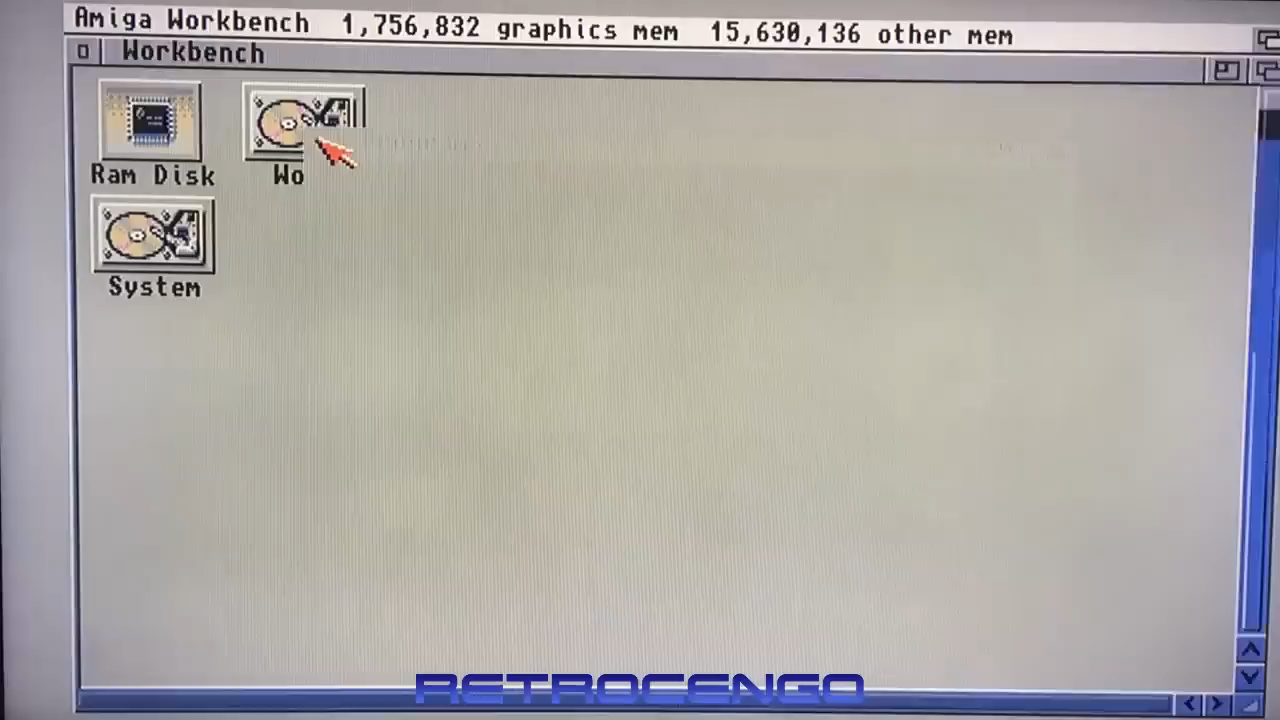 Amiga Workbench 1,756,832 graphics mem 15,630,136 other mem
Workbench
Ram Disk
Wo
System
RETROCENGO